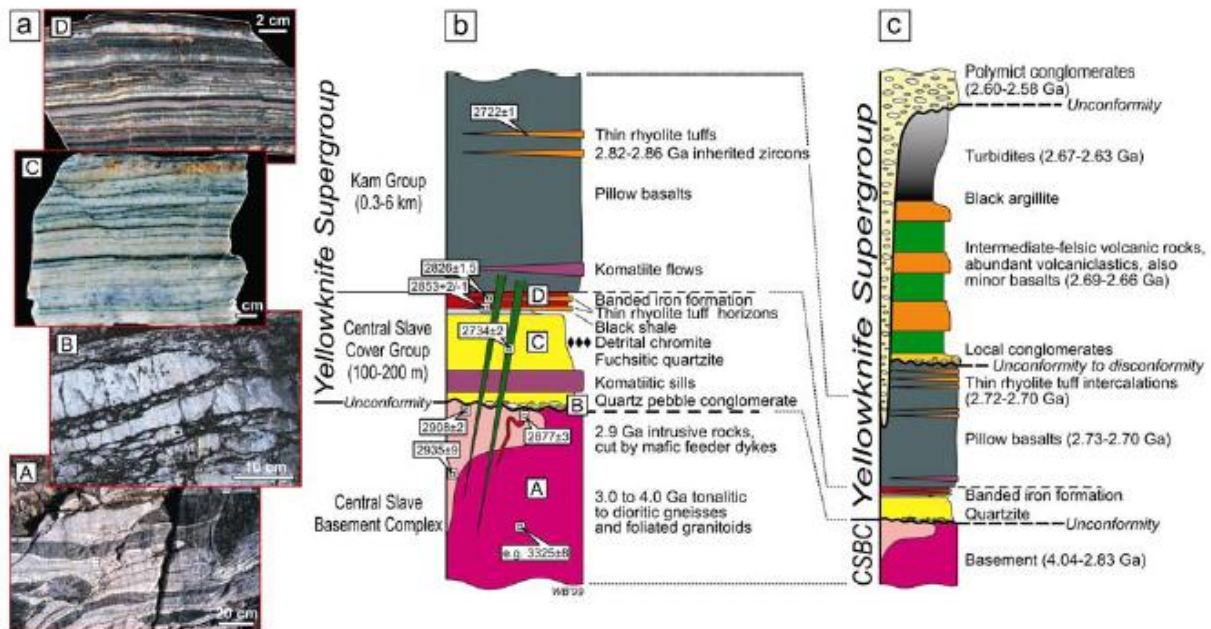 a
D
2 cm
C
cm
B
10 cm
A
20 cm
b
Yellowknife Supergroup
Kam Group
(0.3-6 km)
Central Slave
Cover Group
(100-200 m)
Unconformity
Central Slave
Basement Complex
2722±1
2826±1.5
2853+2/-1
D
2734±2
C
B
2908±2
2877±3
2935±9
A
e.g. 3325±8
WB'99
Thin rhyolite tuffs
2.82-2.86 Ga inherited zircons
Pillow basalts
Komatiite flows
Banded iron formation
Thin rhyolite tuff horizons
Black shale
Detrital chromite
Fuchsitic quartzite
Komatiitic sills
Quartz pebble conglomerate
2.9 Ga intrusive rocks,
cut by mafic feeder dykes
3.0 to 4.0 Ga tonalitic
to dioritic gneisses
and foliated granitoids
c
CSBC
Yellowknife Supergroup
Polymict conglomerates
(2.60-2.58 Ga)
Unconformity
Turbidites (2.67-2.63 Ga)
Black argillite
Intermediate-felsic volcanic rocks,
abundant volcaniclastics, also
minor basalts (2.69-2.66 Ga)
Local conglomerates
Unconformity to disconformity
Thin rhyolite tuff intercalations
(2.72-2.70 Ga)
Pillow basalts (2.73-2.70 Ga)
Banded iron formation
Quartzite
Unconformity
Basement (4.04-2.83 Ga)